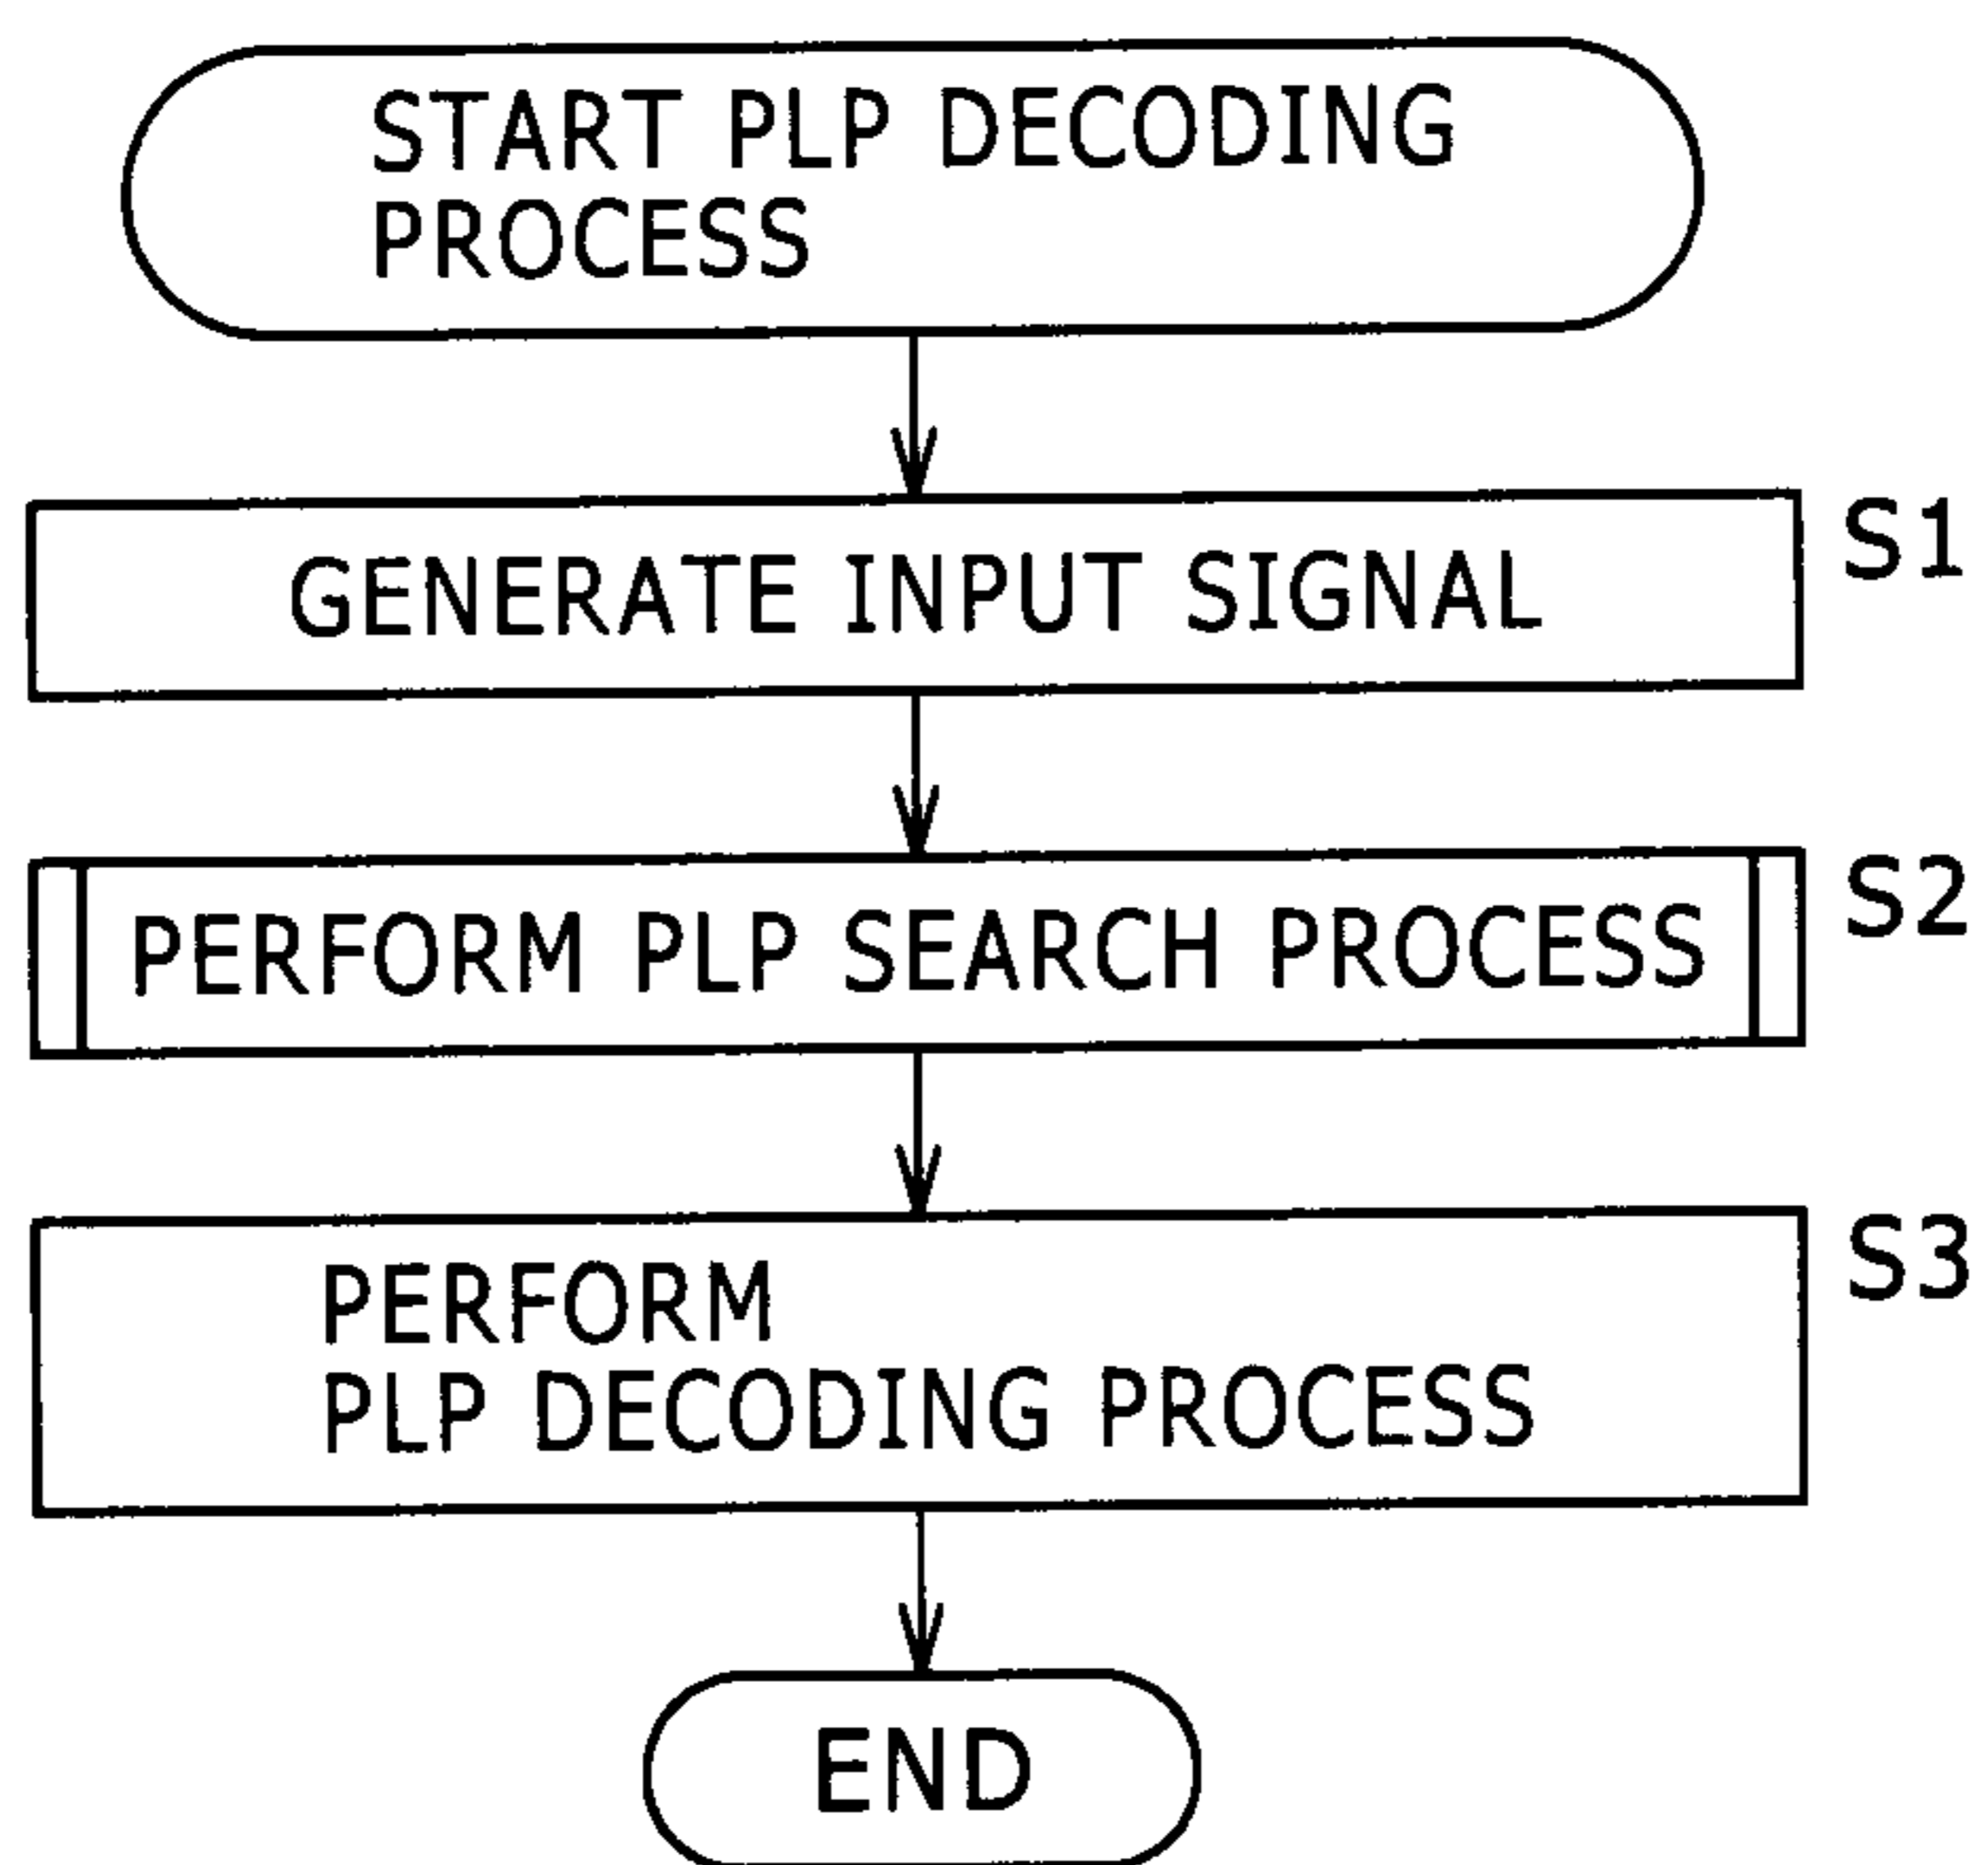 START PLP DECODING
PROCESS
GENERATE INPUT SIGNAL
S1
PERFORM PLP SEARCH PROCESS
S2
PERFORM
PLP DECODING PROCESS
S3
END